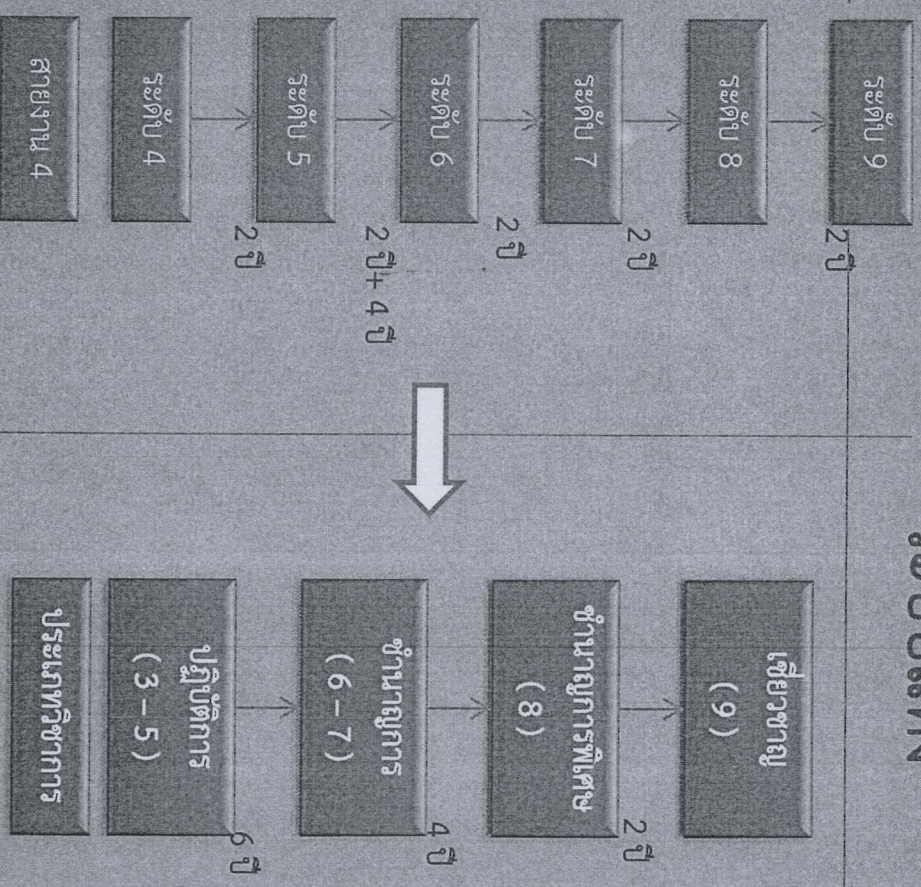 ระดับ 9
2 ปี
ระดับ 8
ระดับ 7
2 ปี
ระดับ 6
2 ปี
ระดับ 5
2 ปี+ 4 ปี
ระดับ 4
2 ปี
สายงาน 4
เชี่ยวชาญ
(9)
ชำนาญการพิเศษ
(8)
2 ปี
ชำนาญการ
(6-7)
4 ปี
ปฏิบัติการ
(3-5)
6 ปี
ประเภทวิชาการ